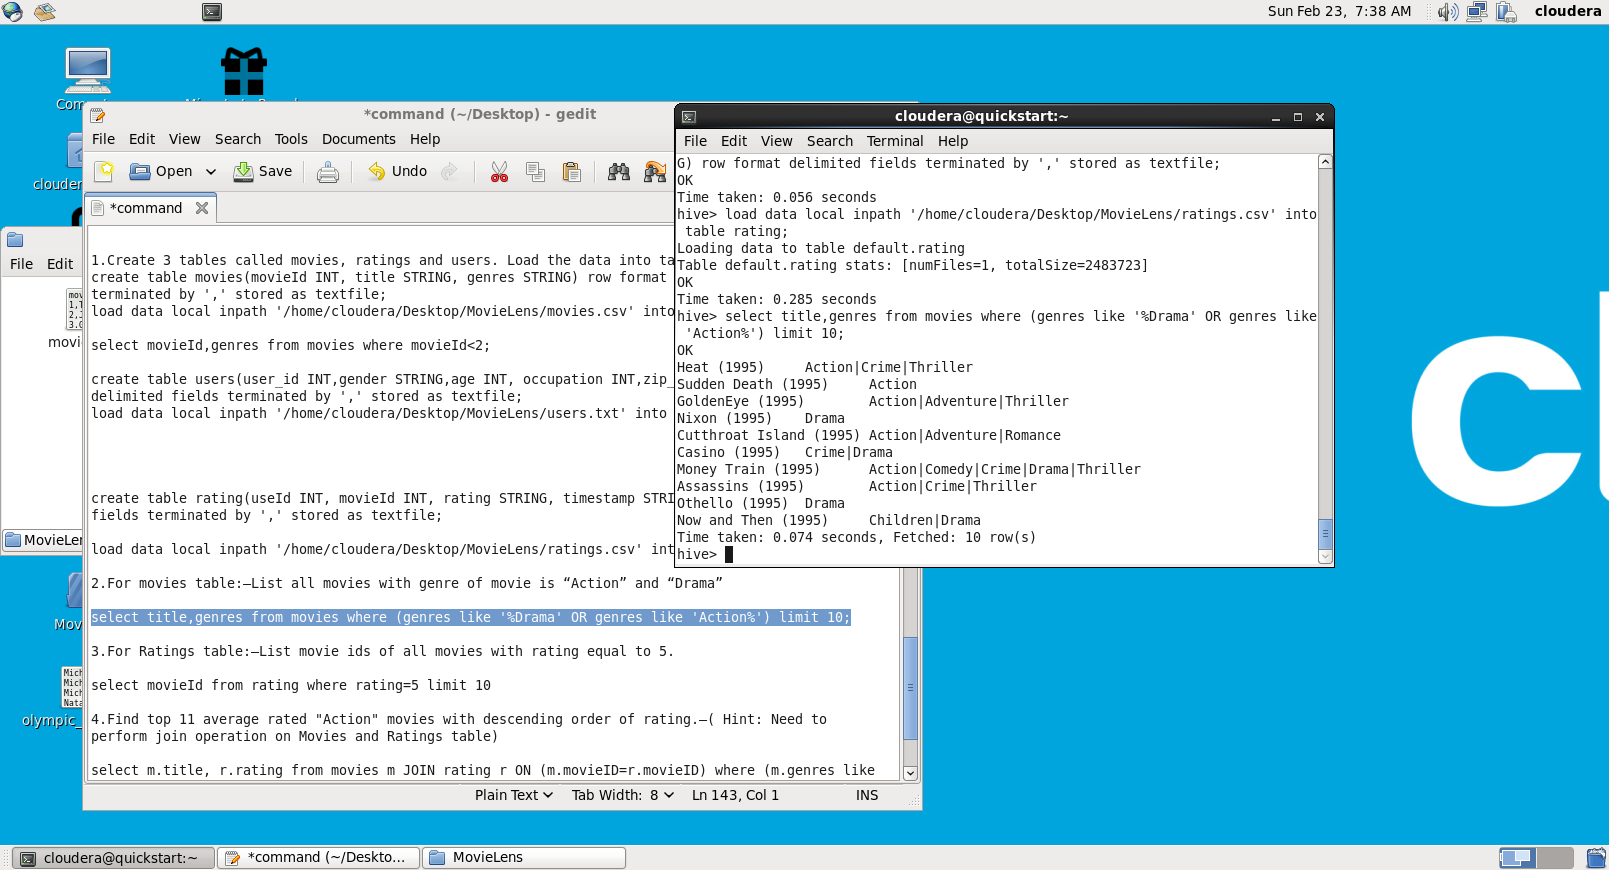 Sun Feb 23, 7:38 AM
cloudera
*command (~/Desktop) - gedit
File Edit View Search Tools Documents Help
Open Save Undo
*command
1.Create 3 tables called movies, ratings and users. Load the data into
create table movies(movieId INT, title STRING, genres STRING) row format
terminated by ',' stored as textfile;
load data local inpath '/home/cloudera/Desktop/MovieLens/movies.csv' into
select movieId,genres from movies where movieId<2;
create table users(user_id INT,gender STRING,age INT, occupation INT,zip_
delimited fields terminated by ',' stored as textfile;
load data local inpath '/home/cloudera/Desktop/MovieLens/users.txt' into
create table rating(useId INT, movieId INT, rating STRING, timestamp STRI
fields terminated by ',' stored as textfile;
load data local inpath '/home/cloudera/Desktop/MovieLens/ratings.csv' int
2.For movies table:—List all movies with genre of movie is “Action” and “Drama”
select title,genres from movies where (genres like '%Drama' OR genres like 'Action%') limit 10;
3.For Ratings table:—List movie ids of all movies with rating equal to 5.
select movieId from rating where rating=5 limit 10
4.Find top 11 average rated "Action" movies with descending order of rating.—( Hint: Need to
perform join operation on Movies and Ratings table)
select m.title, r.rating from movies m JOIN rating r ON (m.movieID=r.movieID) where (m.genres like
Plain Text Tab Width: 8 Ln 143, Col 1 INS
cloudera@quickstart:~
File Edit View Search Terminal Help
G) row format delimited fields terminated by ',' stored as textfile;
OK
Time taken: 0.056 seconds
hive> load data local inpath '/home/cloudera/Desktop/MovieLens/ratings.csv' into
table rating;
Loading data to table default.rating
Table default.rating stats: [numFiles=1, totalSize=2483723]
OK
Time taken: 0.285 seconds
hive> select title,genres from movies where (genres like '%Drama' OR genres like
'Action%') limit 10;
OK
Heat (1995) Action|Crime|Thriller
Sudden Death (1995) Action
GoldenEye (1995) Action|Adventure|Thriller
Nixon (1995) Drama
Cutthroat Island (1995) Action|Adventure|Romance
Casino (1995) Crime|Drama
Money Train (1995) Action|Comedy|Crime|Drama|Thriller
Assassins (1995) Action|Crime|Thriller
Othello (1995) Drama
Now and Then (1995) Children|Drama
Time taken: 0.074 seconds, Fetched: 10 row(s)
hive>
File Edit
movi
MovieLen
clouder
Mov
Mich
Mich
Mich
Nata
olympic_
cloudera@quickstart:~
*command (~/Deskto...
MovieLens
cl